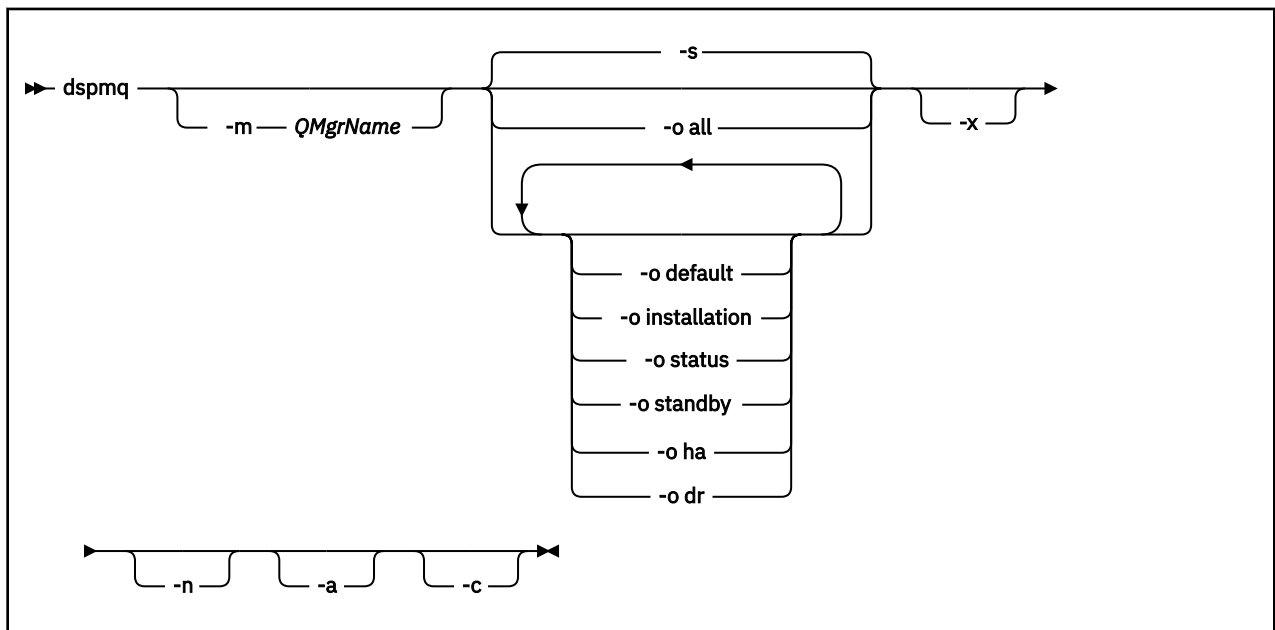 -s
dspmq
-m QMgrName
-o all
-x
-o default
-o installation
-o status
-o standby
-o ha
-o dr
-n -a -c